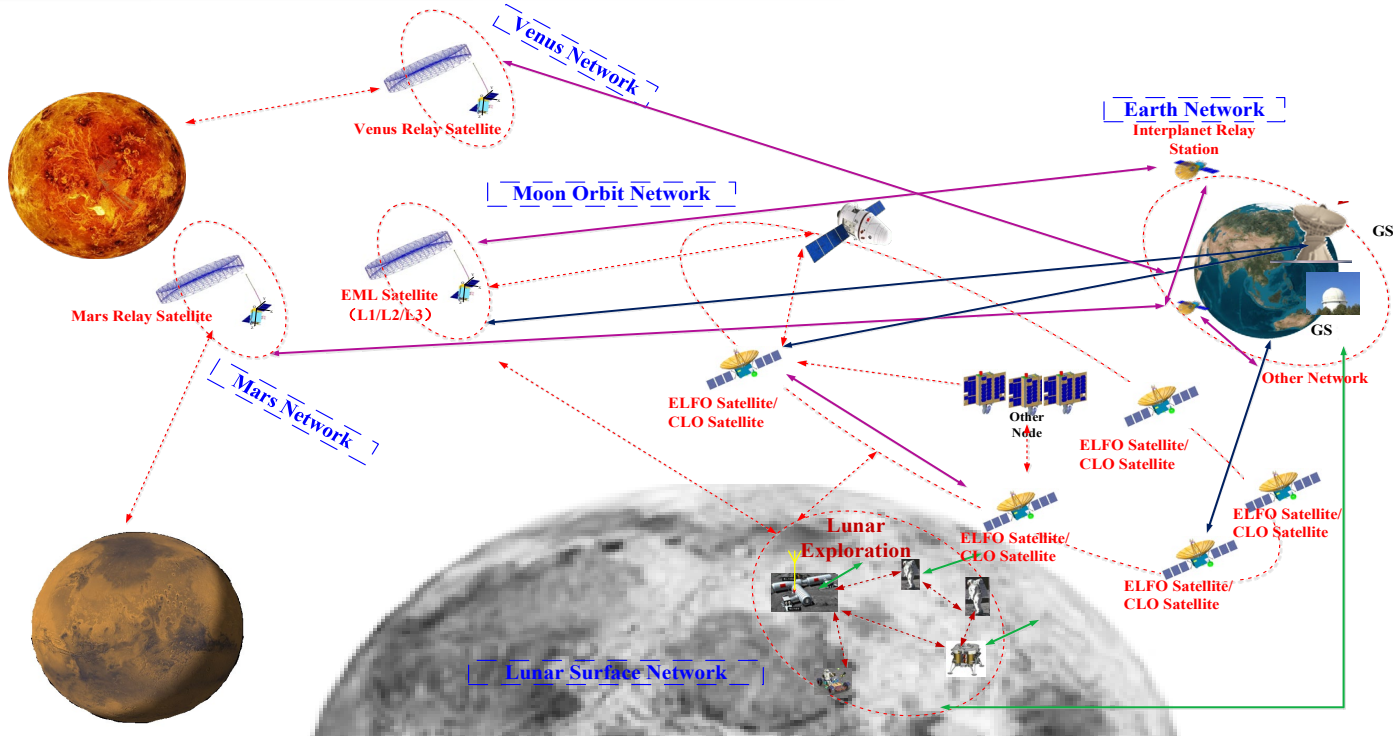 Venus Network
Venus Relay Satellite
Earth Network
Interplanet Relay
Station
GS
GS
Moon Orbit Network
EML Satellite
（L1/L2/L3）
Mars Relay Satellite
Mars Network
Other Network
ELFO Satellite/
CLO Satellite
Other
Node
ELFO Satellite/
CLO Satellite
ELFO Satellite/
CLO Satellite
ELFO Satellite/
CLO Satellite
ELFO Satellite/
CLO Satellite
Lunar
Exploration
Lunar Surface Network